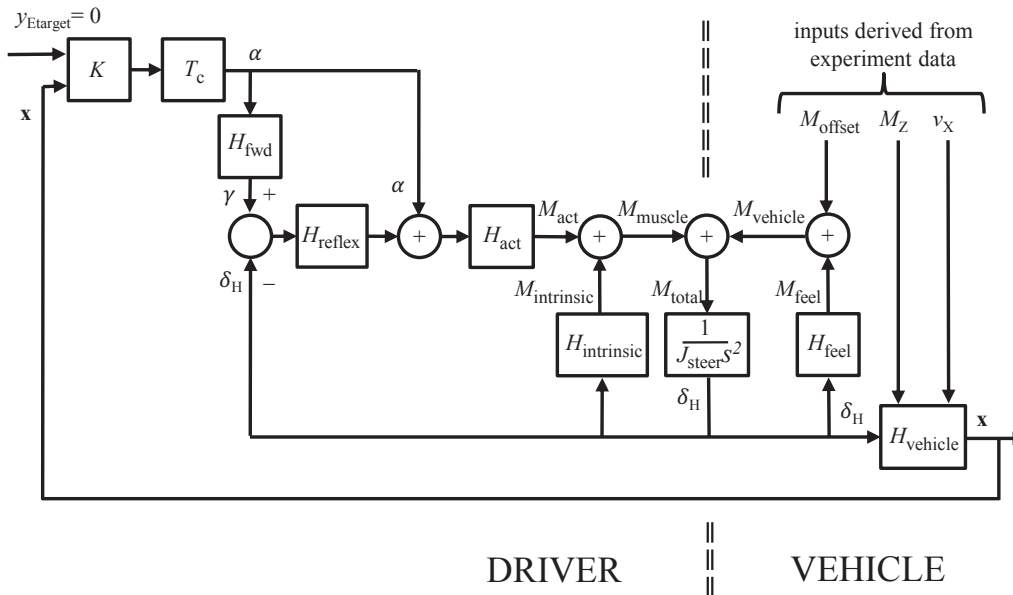 y_Etarget = 0
inputs derived from
experiment data
K
T_c
α
x
M_offset
M_Z
v_X
H_fwd
γ
+
α
H_reflex
+
H_act
M_act
+
M_muscle
+
M_vehicle
+
δ_H
−
M_intrinsic
M_total
M_feel
H_intrinsic
1
J_steer s²
H_feel
δ_H
δ_H
H_vehicle
x
DRIVER
VEHICLE